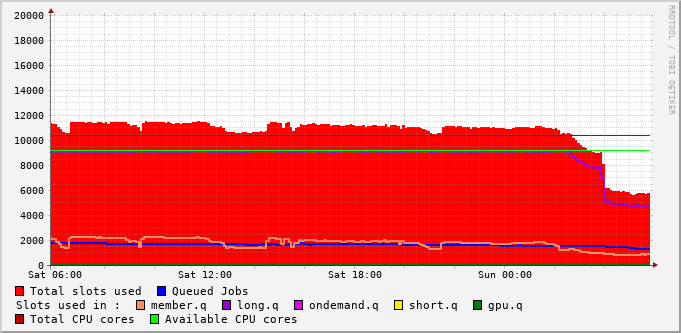 RRDTOOL / TOBI OETIKER
20000
18000
16000
14000
12000
10000
8000
6000
4000
2000
0
Sat 06:00 Sat 12:00 Sat 18:00 Sun 00:00
Total slots used Queued Jobs
Slots used in : member.q long.q ondemand.q short.q gpu.q
Total CPU cores Available CPU cores